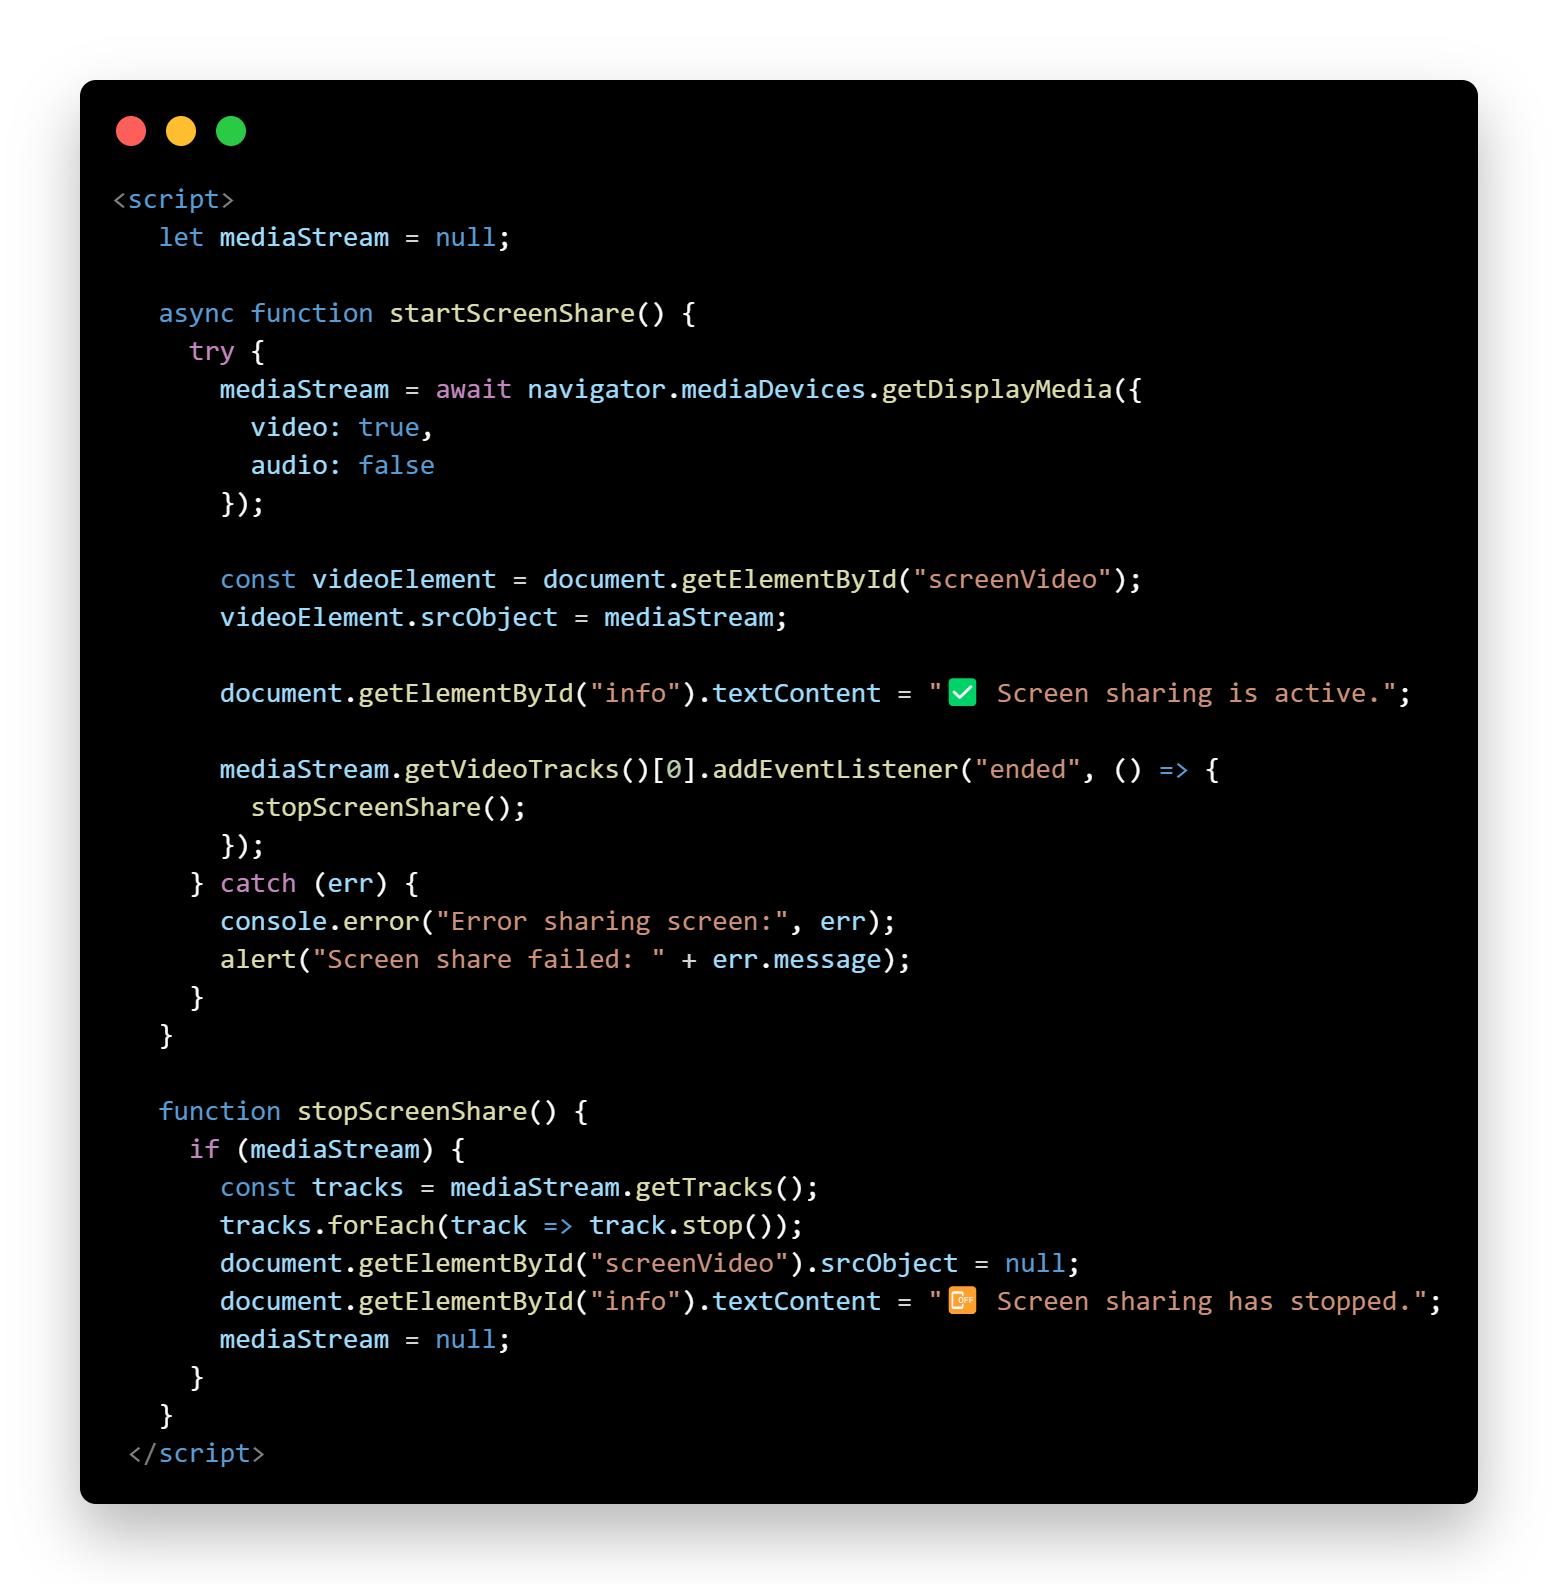 <script>
let mediaStream = null;
async function startScreenShare() {
try {
mediaStream = await navigator.mediaDevices.getDisplayMedia({
video: true,
audio: false
});
const videoElement = document.getElementById("screenVideo");
videoElement.srcObject = mediaStream;
document.getElementById("info").textContent = "✅ Screen sharing is active.";
mediaStream.getVideoTracks()[0].addEventListener("ended", () => {
stopScreenShare();
});
} catch (err) {
console.error("Error sharing screen:", err);
alert("Screen share failed: " + err.message);
}
}
function stopScreenShare() {
if (mediaStream) {
const tracks = mediaStream.getTracks();
tracks.forEach(track => track.stop());
document.getElementById("screenVideo").srcObject = null;
document.getElementById("info").textContent = "📴 Screen sharing has stopped.";
mediaStream = null;
}
}
</script>